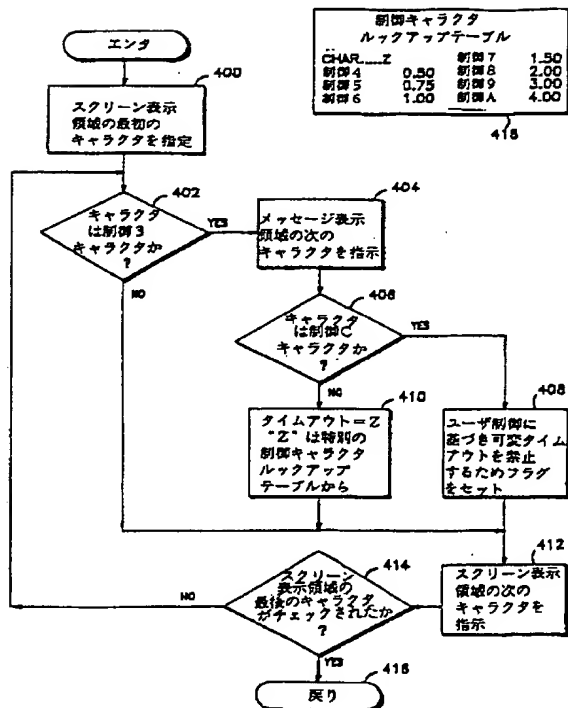 制御キャラクタ
ルックアップテーブル
CHAR___Z
制御4 0.50
制御5 0.75
制御6 1.00
制御7 1.50
制御8 2.00
制御9 3.00
制御A 4.00
418
エンタ
400
スクリーン表示
領域の最初の
キャラクタを指定
402
キャラクタ
は制御3
キャラクタか
?
YES
NO
404
メッセージ表示
領域の次の
キャラクタを指示
406
キャラクタ
は制御C
キャラクタか
?
YES
NO
410
タイムアウト=Z
"Z"は特別の
制御キャラクタ
ルックアップ
テーブルから
408
ユーザ制御に
基づき可変タイム
アウトを禁止
するためフラグ
をセット
412
スクリーン表示
領域の次の
キャラクタを
指示
414
スクリーン
表示領域の
最後のキャラクタ
がチェックされたか
?
NO
YES
416
戻り